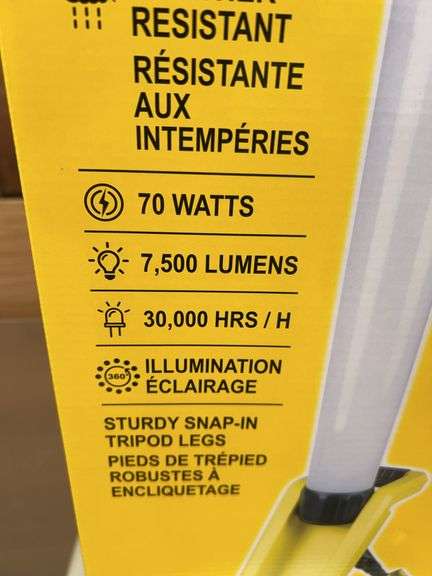 RESISTANT
RÉSISTANTE
AUX
INTEMPÉRIES
70 WATTS
7,500 LUMENS
30,000 HRS / H
360°
ILLUMINATION
ÉCLAIRAGE
STURDY SNAP-IN
TRIPOD LEGS
PIEDS DE TRÉPIED
ROBUSTES À
ENCLIQUETAGE